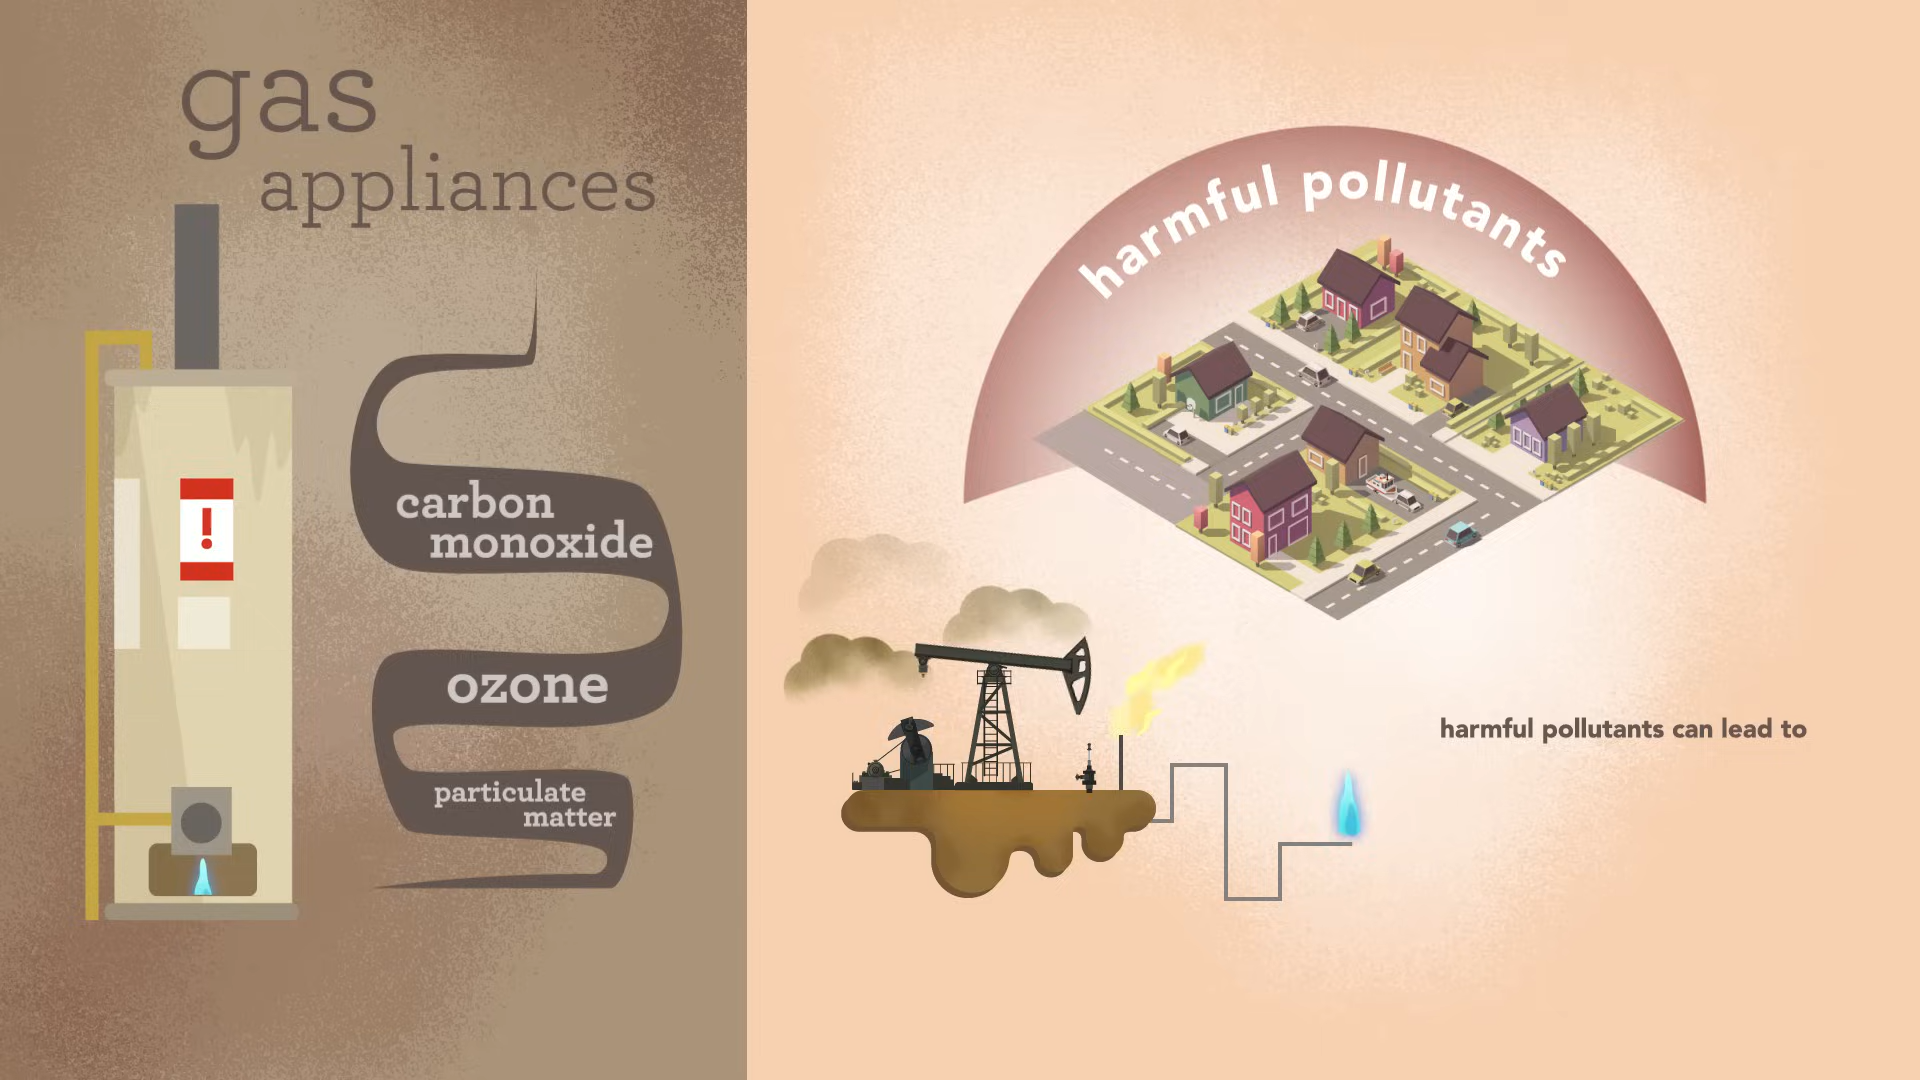 gas
appliances
!
carbon
monoxide
ozone
particulate
matter
harmful pollutants
harmful pollutants can lead to